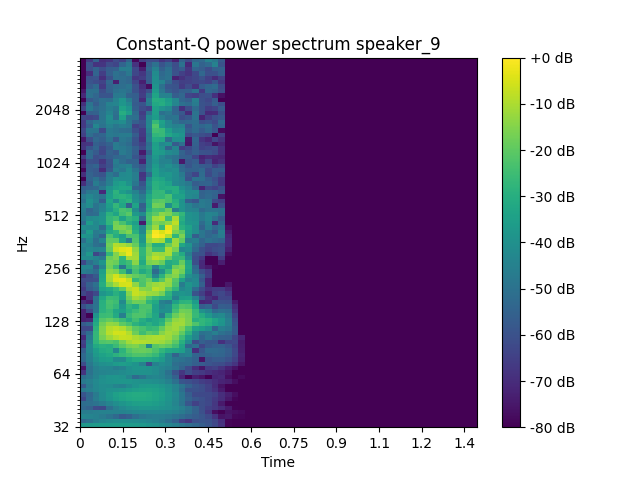 Constant-Q power spectrum speaker_9
Hz
2048
1024
512
256
128
64
32
0 0.15 0.3 0.45 0.6 0.75 0.9 1.1 1.2 1.4
Time
+0 dB
-10 dB
-20 dB
-30 dB
-40 dB
-50 dB
-60 dB
-70 dB
-80 dB